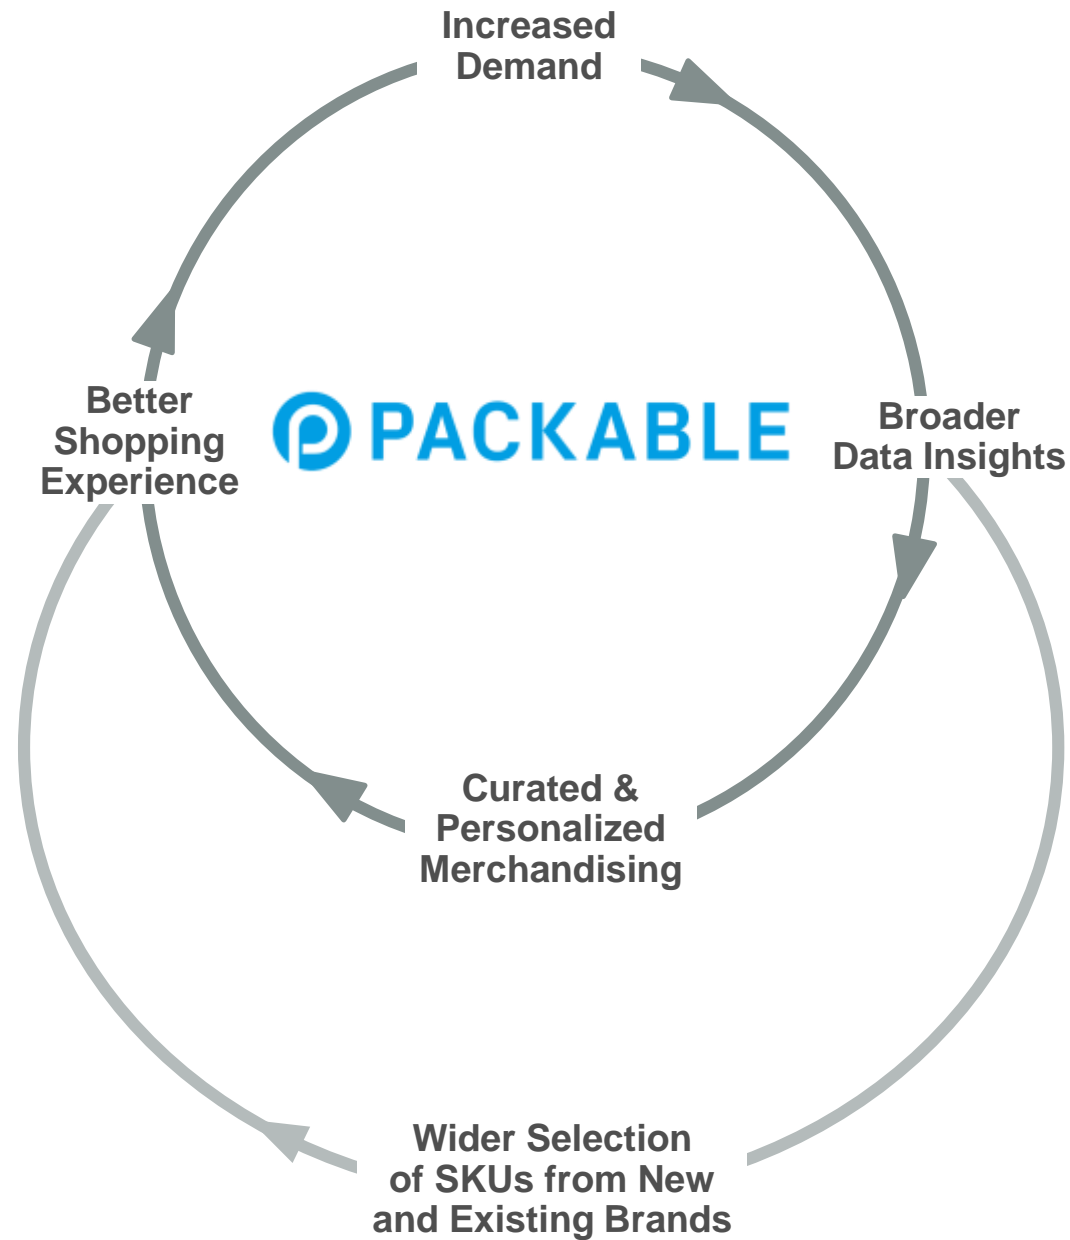 Increased
Demand
Better
Shopping
Experience
PACKABLE
Broader
Data Insights
Curated &
Personalized
Merchandising
Wider Selection
of SKUs from New
and Existing Brands